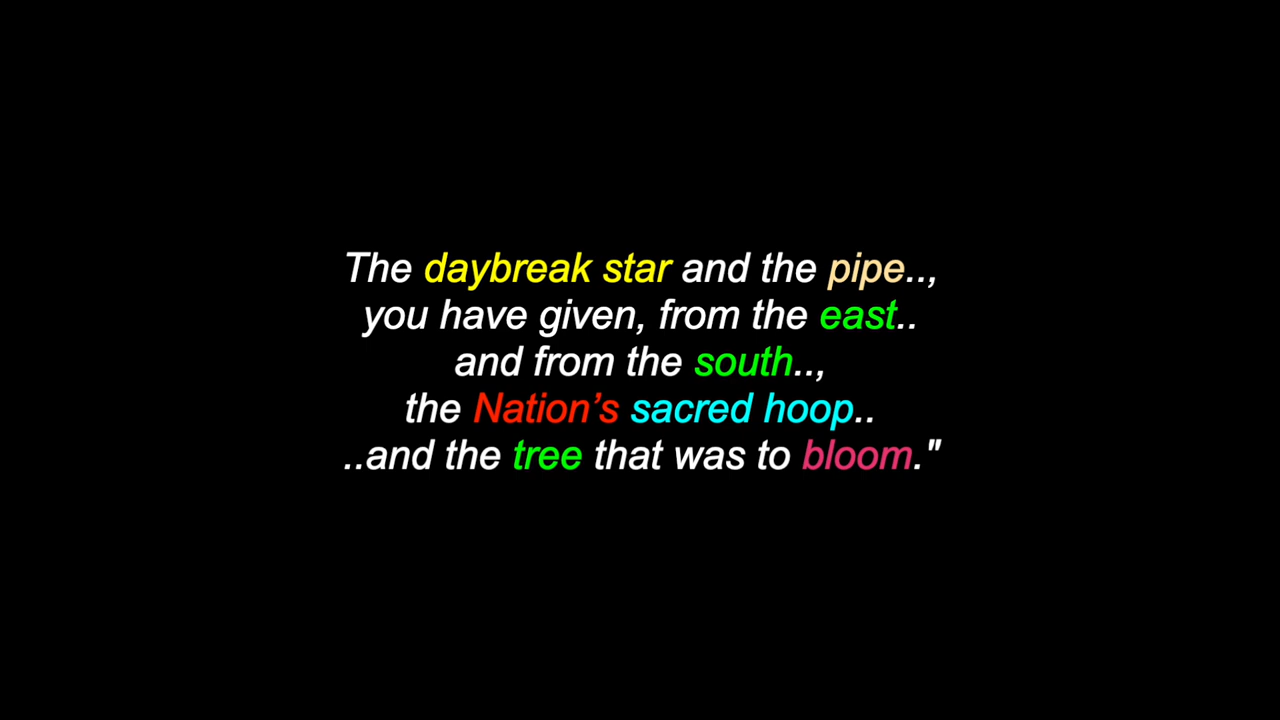 The daybreak star and the pipe..,
you have given, from the east..
and from the south..,
the Nation’s sacred hoop..
..and the tree that was to bloom."